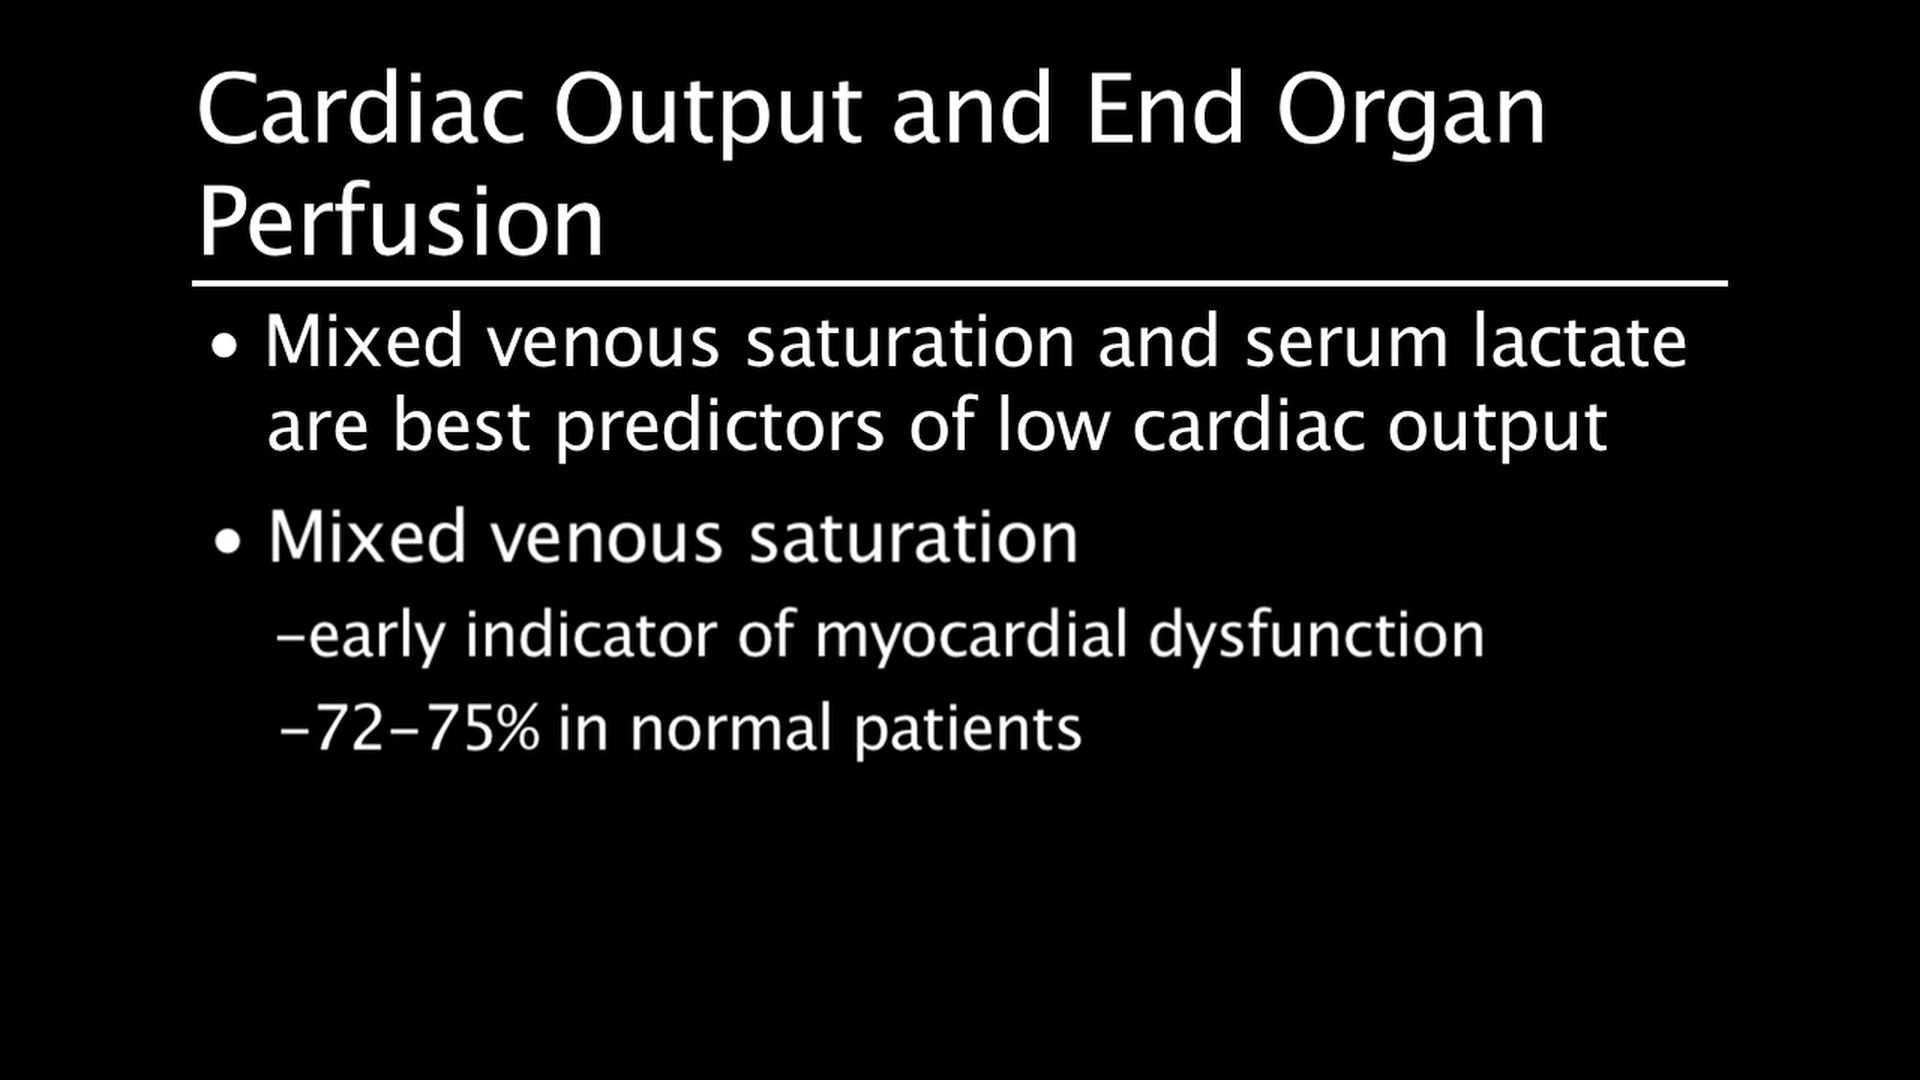 Cardiac Output and End Organ
Perfusion
• Mixed venous saturation and serum lactate
are best predictors of low cardiac output
• Mixed venous saturation
–early indicator of myocardial dysfunction
–72–75% in normal patients